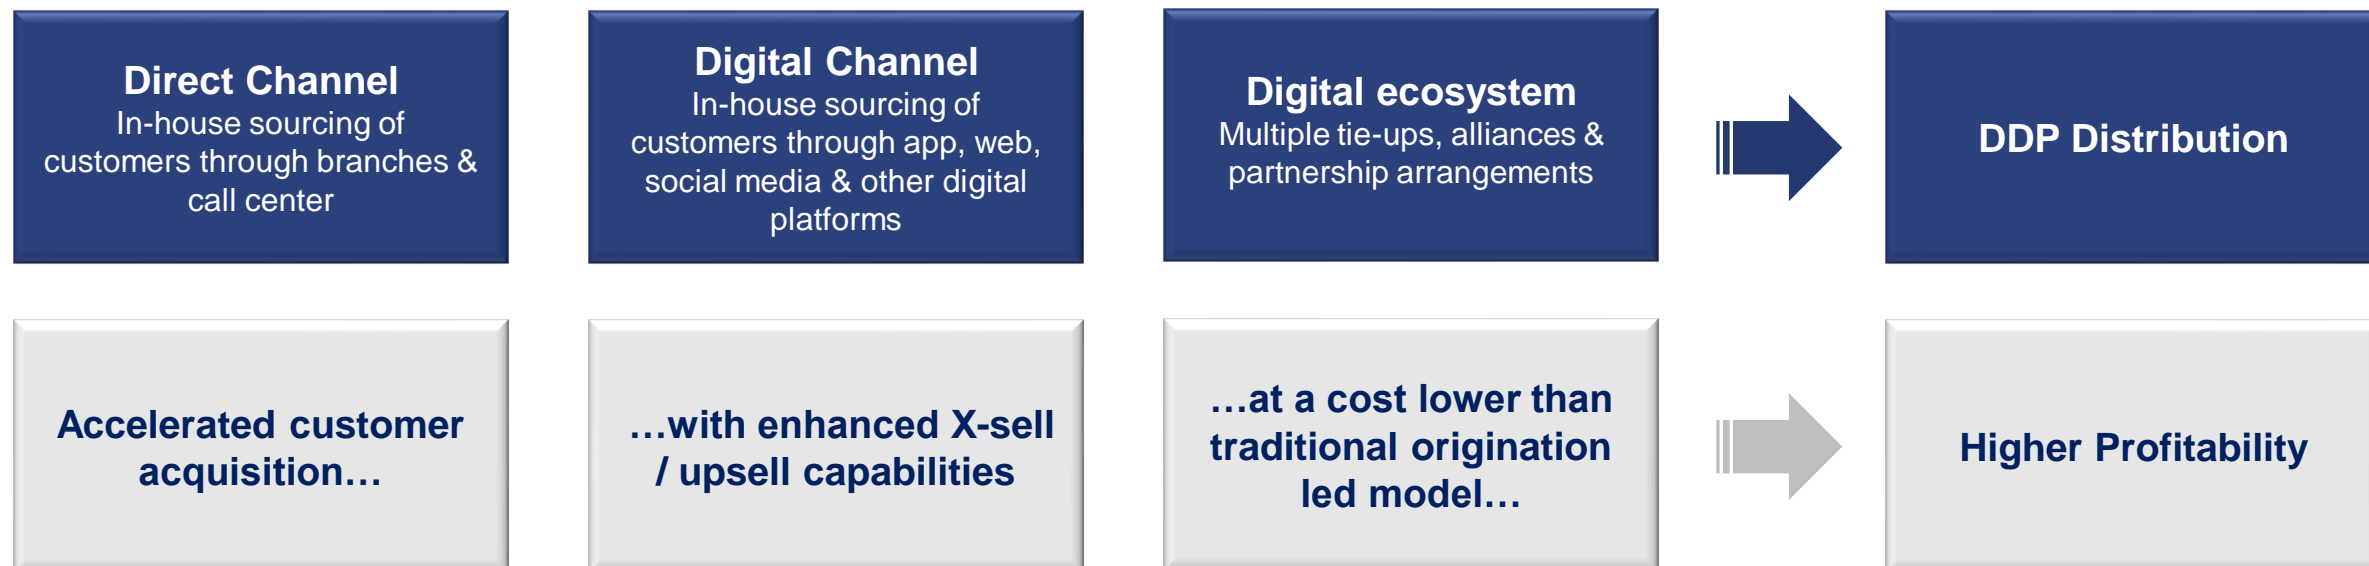 Direct Channel
In-house sourcing of
customers through branches &
call center
Digital Channel
In-house sourcing of
customers through app, web,
social media & other digital
platforms
Digital ecosystem
Multiple tie-ups, alliances &
partnership arrangements
DDP Distribution
Accelerated customer
acquisition…
…with enhanced X-sell
/ upsell capabilities
…at a cost lower than
traditional origination
led model…
Higher Profitability